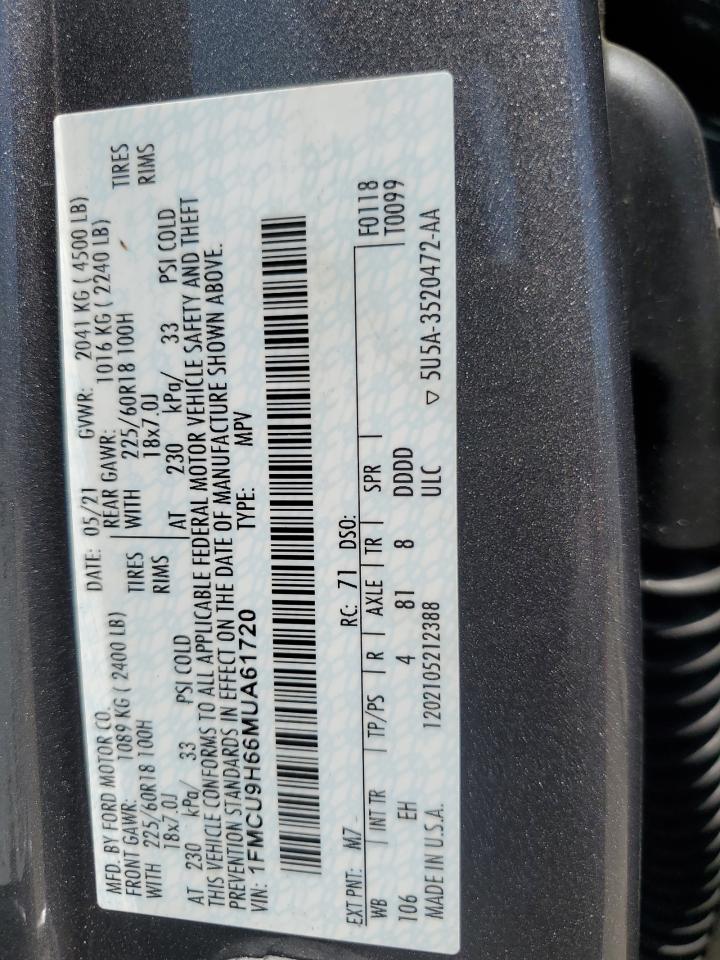 MFD. BY FORD MOTOR CO. DATE: 05/21 GVWR: 2041 KG ( 4500 LB)
FRONT GAWR: 1089 KG ( 2400 LB) REAR GAWR: 1016 KG ( 2240 LB)
WITH 225/60R18 100H TIRES WITH 225/60R18 100H TIRES
18x7.0J RIMS 18x7.0J RIMS
AT 230 kPa/ 33 PSI COLD AT 230 kPa/ 33 PSI COLD
THIS VEHICLE CONFORMS TO ALL APPLICABLE FEDERAL MOTOR VEHICLE SAFETY AND THEFT
PREVENTION STANDARDS IN EFFECT ON THE DATE OF MANUFACTURE SHOWN ABOVE.
VIN: 1FMCU9H66MUA61720 TYPE: MPV
EXT PNT: M7 RC: 71 DSO: F0118
WB INT TR TP/PS R AXLE TR SPR T0099
106 EH 4 81 8 DDDD
MADE IN U.S.A. 1202105212388 ULC ▽ 5U5A-3520472-AA